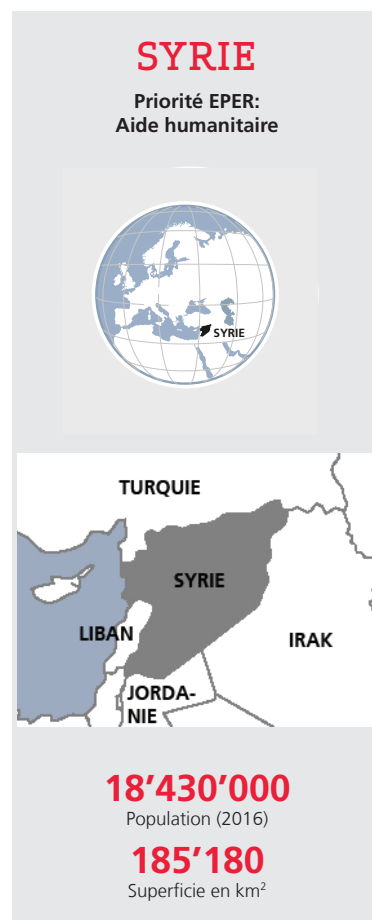 SYRIE
Priorité EPER:
Aide humanitaire
SYRIE
TURQUIE
SYRIE
LIBAN
IRAK
JORDA-
NIE
18’430’000
Population (2016)
185’180
Superficie en km²